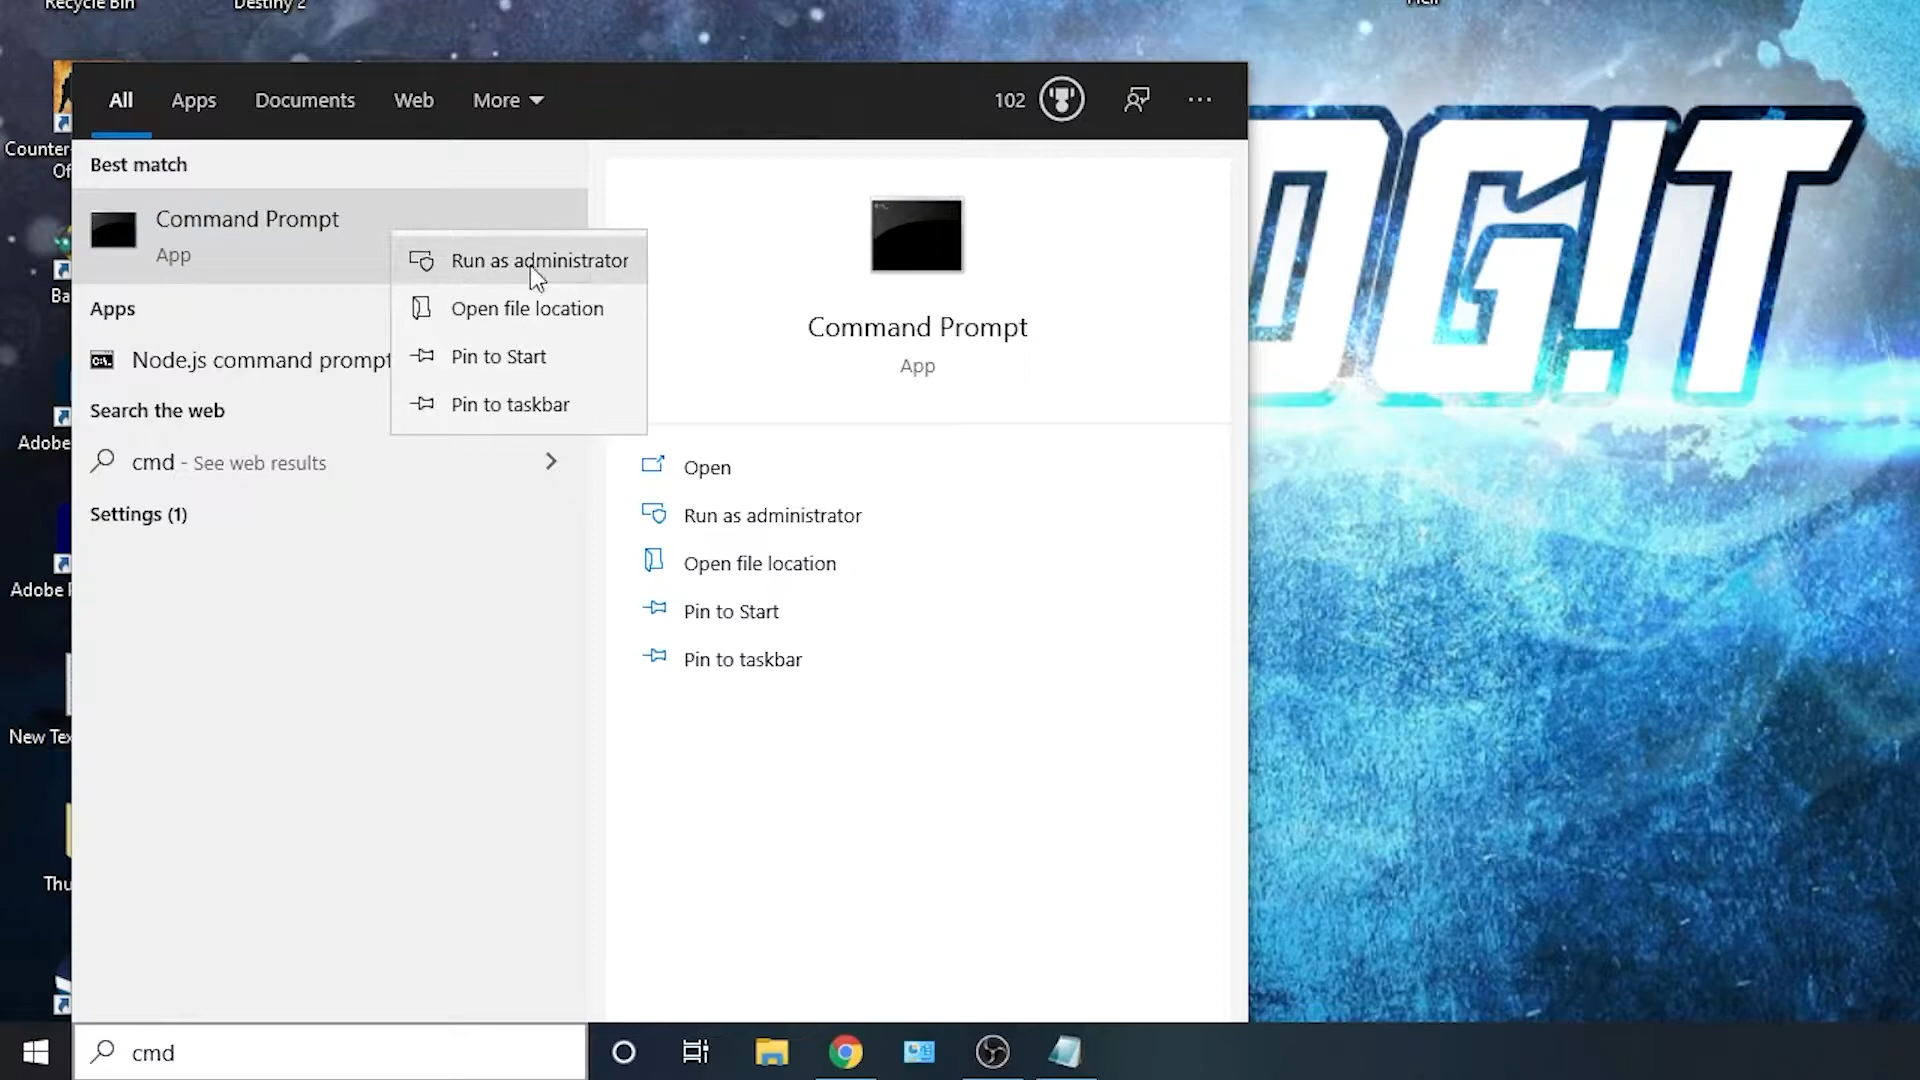 Recycle Bin
Destiny 2
All
Apps
Documents
Web
More
102
Best match
Command Prompt
App
Run as administrator
Open file location
Pin to Start
Pin to taskbar
Apps
Node.js command prompt
Search the web
cmd - See web results
Settings (1)
Command Prompt
App
Open
Run as administrator
Open file location
Pin to Start
Pin to taskbar
Counter-
Of
Ba
Adobe
Adobe
New Tex
Thu
G!T
cmd